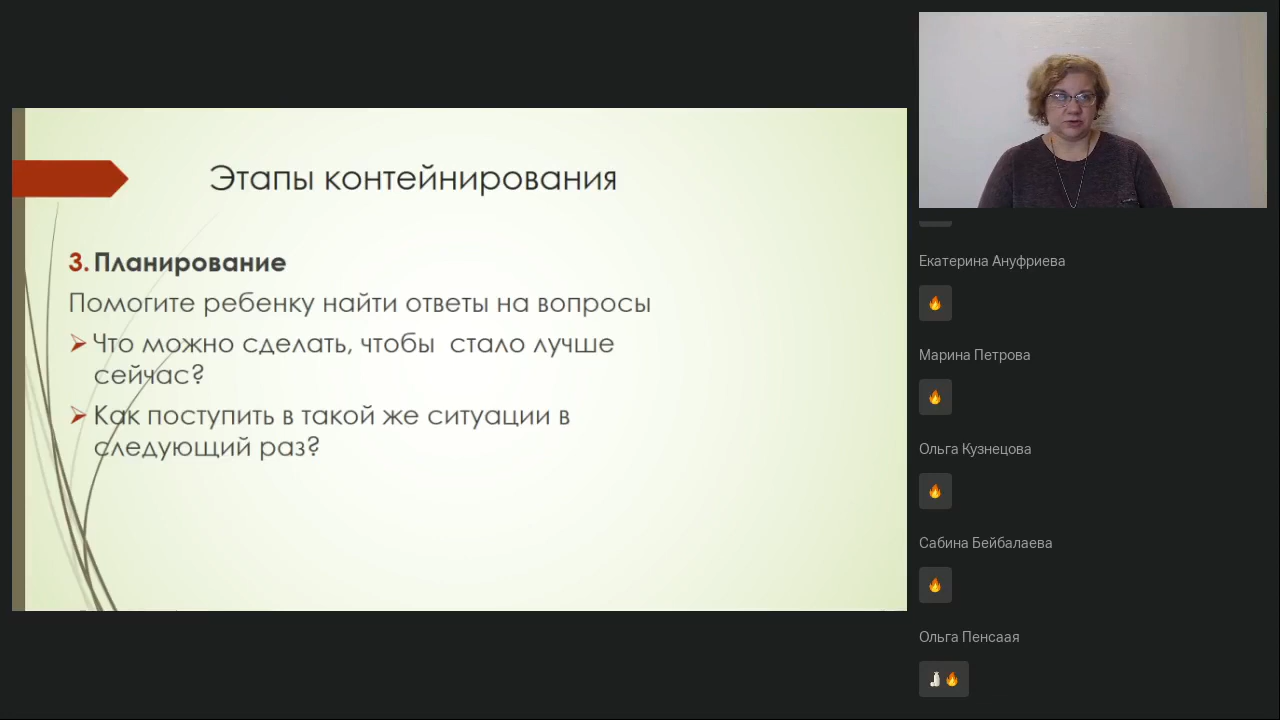 Этапы контейнирования
3. Планирование
Помогите ребенку найти ответы на вопросы
Что можно сделать, чтобы стало лучше
сейчас?
Как поступить в такой же ситуации в
следующий раз?
Екатерина Ануфриева
Марина Петрова
Ольга Кузнецова
Сабина Бейбалаева
Ольга Пенсаая